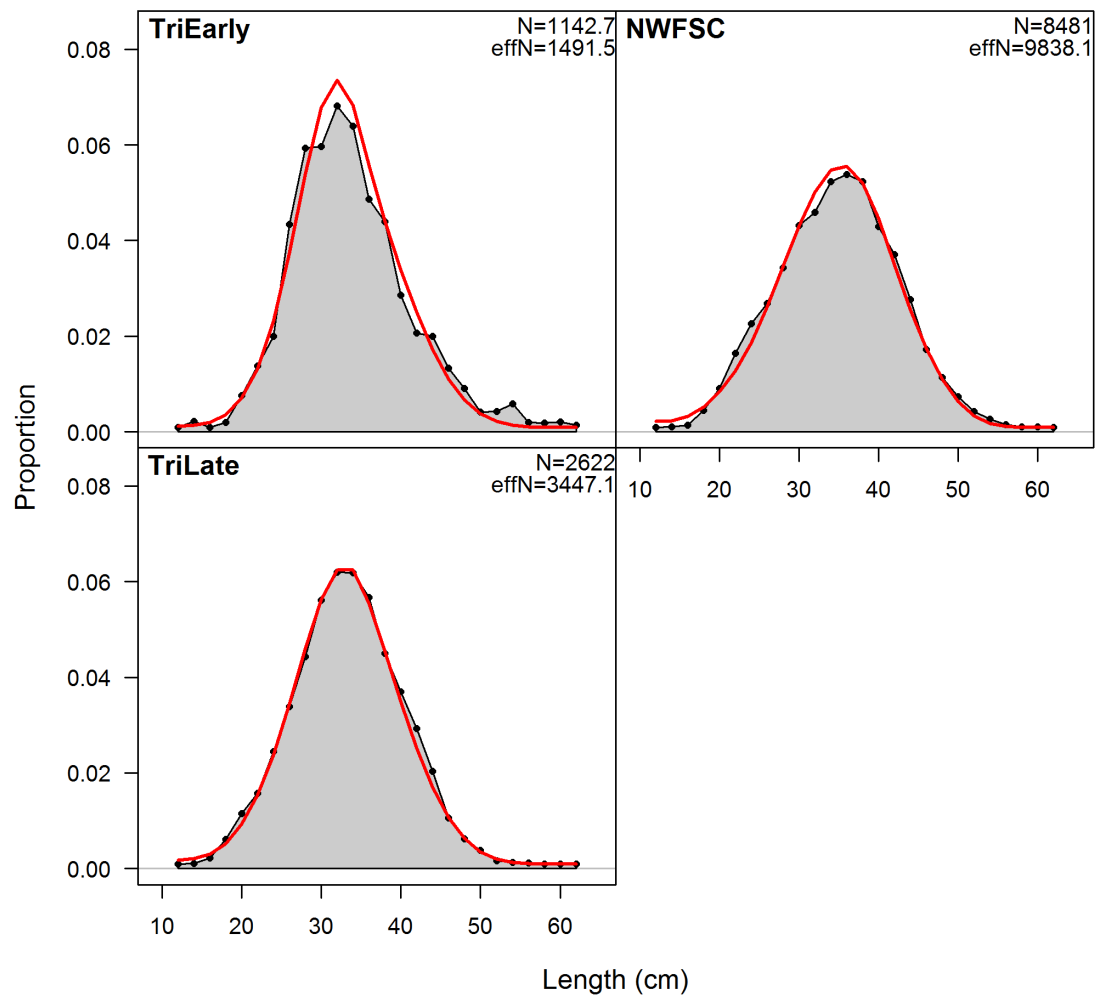 TriEarly
N=1142.7
effN=1491.5
NWFSC
N=8481
effN=9838.1
0.08
0.06
0.04
0.02
0.00
10 20 30 40 50 60
TriLate
N=2622
effN=3447.1
0.08
0.06
0.04
0.02
0.00
10 20 30 40 50 60
Proportion
Length (cm)